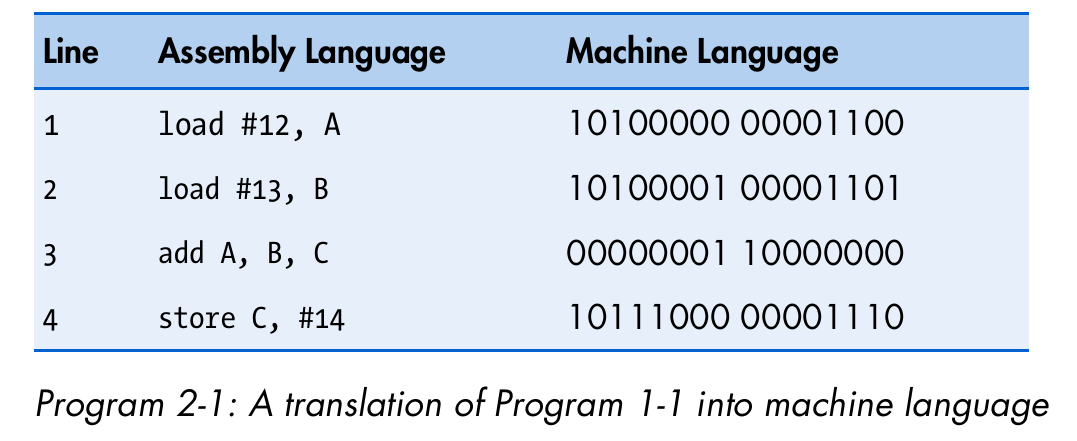 Line Assembly Language Machine Language
1 load #12, A 10100000 00001100
2 load #13, B 10100001 00001101
3 add A, B, C 00000001 10000000
4 store C, #14 10111000 00001110
Program 2-1: A translation of Program 1-1 into machine language